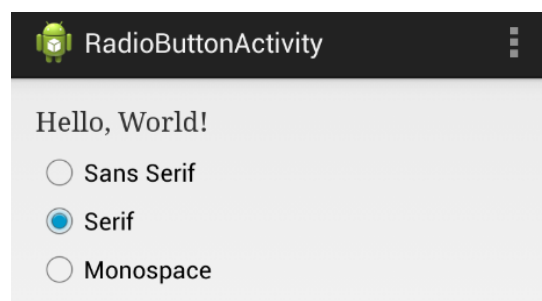 RadioButtonActivity
Hello, World!
Sans Serif
Serif
Monospace